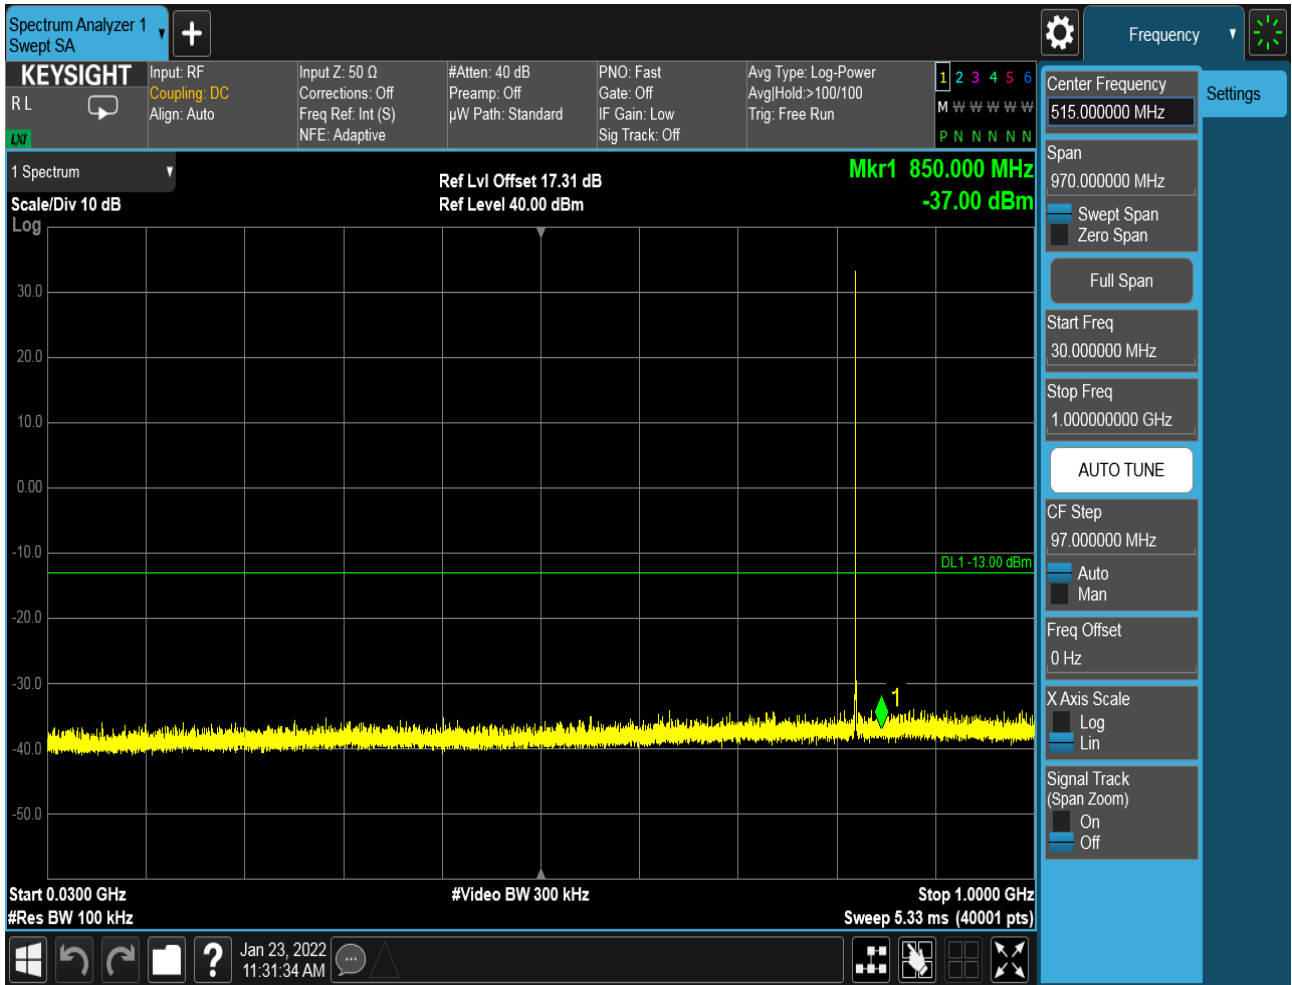 Spectrum Analyzer 1
Swept SA
Frequency
KEYSIGHT
R L
LXI
Input: RF
Coupling: DC
Align: Auto
Input Z: 50 Ω
Corrections: Off
Freq Ref: Int (S)
NFE: Adaptive
#Atten: 40 dB
Preamp: Off
µW Path: Standard
PNO: Fast
Gate: Off
IF Gain: Low
Sig Track: Off
Avg Type: Log-Power
Avg|Hold:>100/100
Trig: Free Run
1 2 3 4 5 6
M W W W W W
P N N N N N
1 Spectrum
Scale/Div 10 dB
Log
Ref Lvl Offset 17.31 dB
Ref Level 40.00 dBm
Mkr1 850.000 MHz
-37.00 dBm
30.0
20.0
10.0
0.00
-10.0
-20.0
-30.0
-40.0
-50.0
DL1 -13.00 dBm
1
Start 0.0300 GHz
#Res BW 100 kHz
#Video BW 300 kHz
Stop 1.0000 GHz
Sweep 5.33 ms (40001 pts)
Center Frequency
515.000000 MHz
Settings
Span
970.000000 MHz
Swept Span
Zero Span
Full Span
Start Freq
30.000000 MHz
Stop Freq
1.000000000 GHz
AUTO TUNE
CF Step
97.000000 MHz
Auto
Man
Freq Offset
0 Hz
X Axis Scale
Log
Lin
Signal Track
(Span Zoom)
On
Off
?
Jan 23, 2022
11:31:34 AM